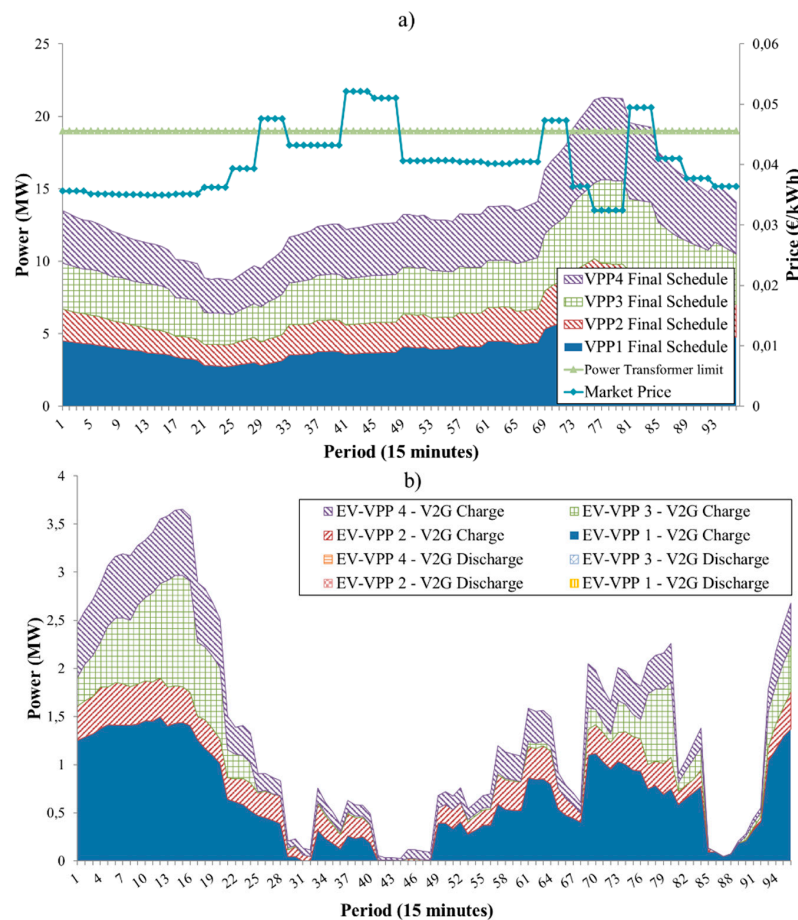 a)
25
20
15
10
5
0
Power (MW)
0,06
0,05
0,04
0,03
0,02
0,01
0
Price (€/kWh)
VPP4 Final Schedule
VPP3 Final Schedule
VPP2 Final Schedule
VPP1 Final Schedule
Power Transformer limit
Market Price
1 5 9 13 17 21 25 29 33 37 41 45 49 53 57 61 65 69 73 77 81 85 89 93
Period (15 minutes)
b)
4
3,5
3
2,5
2
1,5
1
0,5
0
Power (MW)
EV-VPP 4 - V2G Charge EV-VPP 3 - V2G Charge
EV-VPP 2 - V2G Charge EV-VPP 1 - V2G Charge
EV-VPP 4 - V2G Discharge EV-VPP 3 - V2G Discharge
EV-VPP 2 - V2G Discharge EV-VPP 1 - V2G Discharge
1 4 7 10 13 16 19 22 25 28 31 34 37 40 43 46 49 52 55 58 61 64 67 70 73 76 79 82 85 88 91 94
Period (15 minutes)